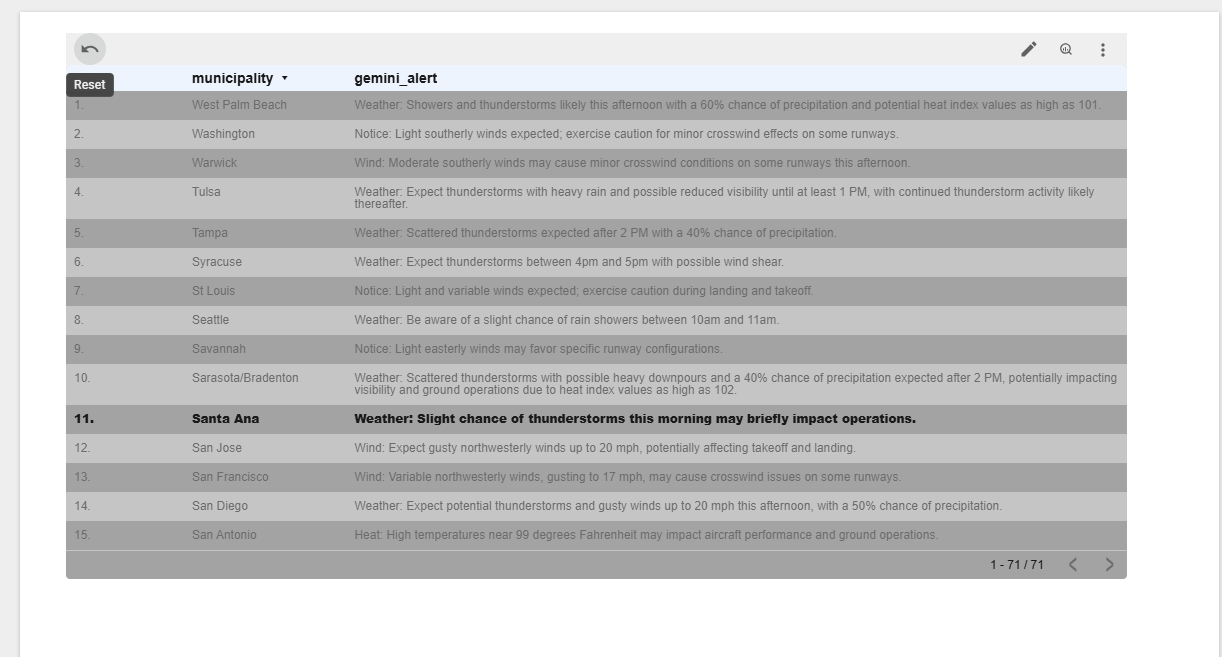 Reset
municipality gemini_alert
1. West Palm Beach Weather: Showers and thunderstorms likely this afternoon with a 60% chance of precipitation and potential heat index values as high as 101.
2. Washington Notice: Light southerly winds expected; exercise caution for minor crosswind effects on some runways.
3. Warwick Wind: Moderate southerly winds may cause minor crosswind conditions on some runways this afternoon.
4. Tulsa Weather: Expect thunderstorms with heavy rain and possible reduced visibility until at least 1 PM, with continued thunderstorm activity likely
thereafter.
5. Tampa Weather: Scattered thunderstorms expected after 2 PM with a 40% chance of precipitation.
6. Syracuse Weather: Expect thunderstorms between 4pm and 5pm with possible wind shear.
7. St Louis Notice: Light and variable winds expected; exercise caution during landing and takeoff.
8. Seattle Weather: Be aware of a slight chance of rain showers between 10am and 11am.
9. Savannah Notice: Light easterly winds may favor specific runway configurations.
10. Sarasota/Bradenton Weather: Scattered thunderstorms with possible heavy downpours and a 40% chance of precipitation expected after 2 PM, potentially impacting
visibility and ground operations due to heat index values as high as 102.
11. Santa Ana Weather: Slight chance of thunderstorms this morning may briefly impact operations.
12. San Jose Wind: Expect gusty northwesterly winds up to 20 mph, potentially affecting takeoff and landing.
13. San Francisco Wind: Variable northwesterly winds, gusting to 17 mph, may cause crosswind issues on some runways.
14. San Diego Weather: Expect potential thunderstorms and gusty winds up to 20 mph this afternoon, with a 50% chance of precipitation.
15. San Antonio Heat: High temperatures near 99 degrees Fahrenheit may impact aircraft performance and ground operations.
1 - 71 / 71